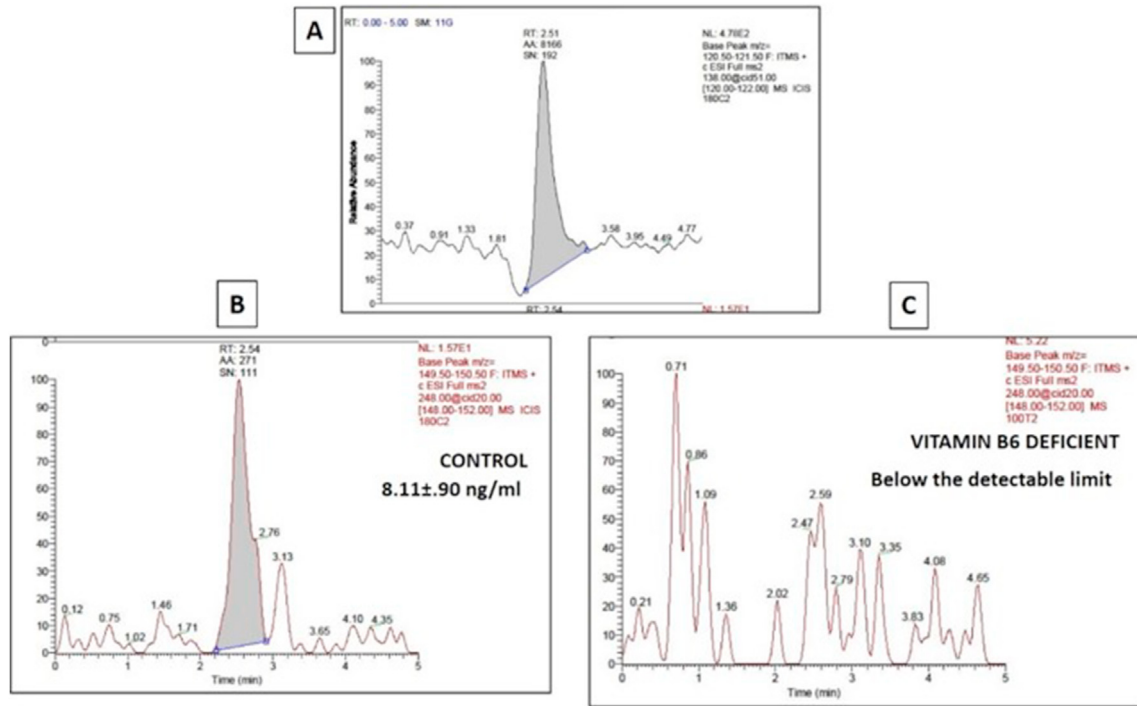 A
RT: 0.00 - 5.00 SM: 11G
RT: 2.51
AA: 8166
SN: 192
NL: 4.78E2
Base Peak m/z=
120.50-121.50 F: ITMS +
c ESI Full ms2
138.00@cid51.00
[120.00-122.00] MS ICIS
180C2
Relative Abundance
100
90
80
70
60
50
40
30
20
10
0
0.37
0.91
1.33
1.81
3.58
3.95
4.49
4.77
RT: 2.54
NL: 1.57E1
B
0
RT: 2.54
AA: 271
SN: 111
NL: 1.57E1
Base Peak m/z=
149.50-150.50 F: ITMS +
c ESI Full ms2
248.00@cid20.00
[148.00-152.00] MS ICIS
180C2
CONTROL
8.11±.90 ng/ml
100
90
80
70
60
50
40
30
20
10
0
0.12
0.75
1.02
1.46
1.71
2.76
3.13
3.65
4.10
4.35
0 1 2 3 4 5
Time (min)
C
NL: 5.22
Base Peak m/z=
149.50-150.50 F: ITMS +
c ESI Full ms2
248.00@cid20.00
[148.00-152.00] MS
100T2
VITAMIN B6 DEFICIENT
Below the detectable limit
100
90
80
70
60
50
40
30
20
10
0
0.21
0.71
0.86
1.09
1.36
2.02
2.47
2.59
2.79
3.10
3.35
3.83
4.08
4.65
0 1 2 3 4 5
Time (min)